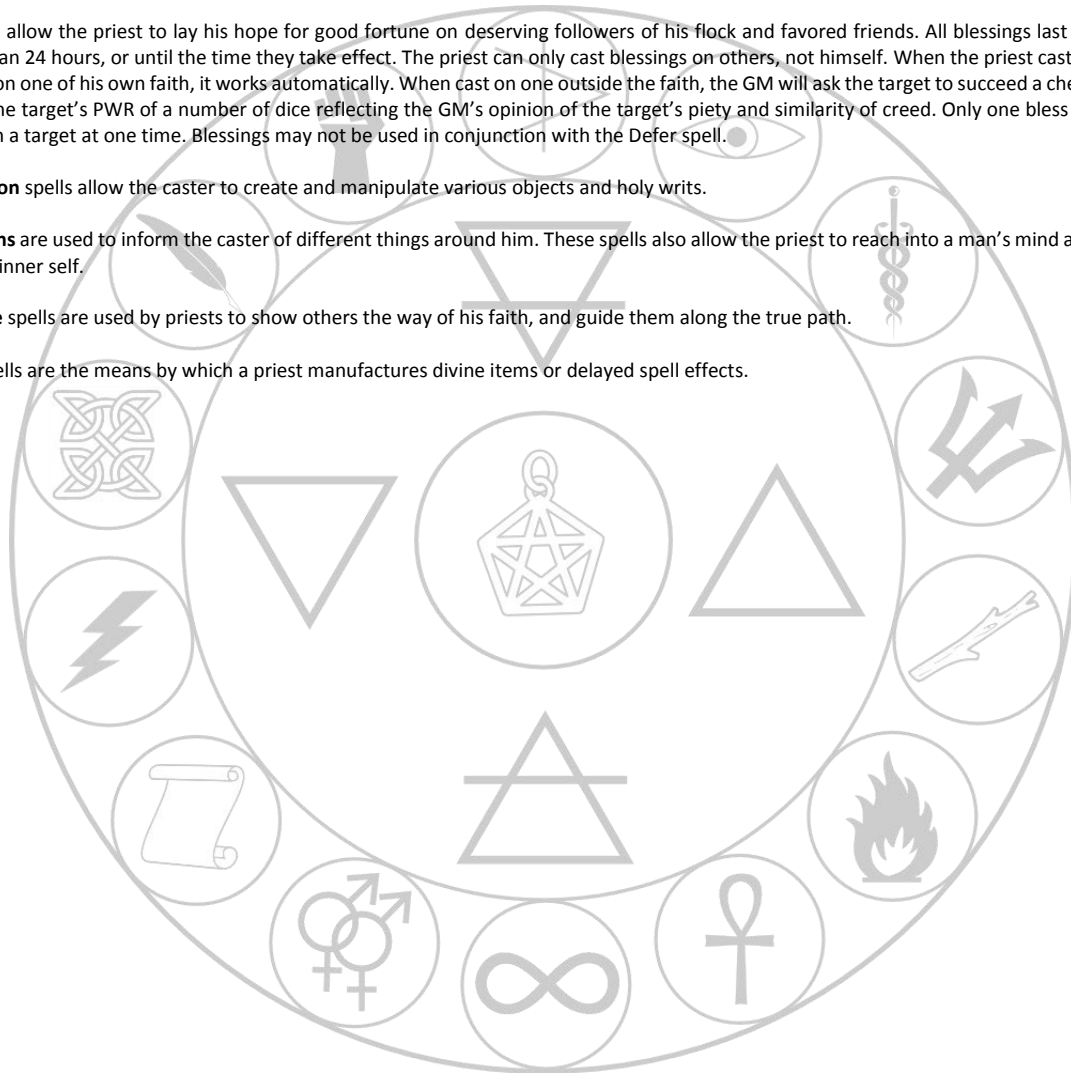 allow the priest to lay his hope for good fortune on deserving followers of his flock and favored friends. All blessings last
an 24 hours, or until the time they take effect. The priest can only cast blessings on others, not himself. When the priest cast
on one of his own faith, it works automatically. When cast on one outside the faith, the GM will ask the target to succeed a che
he target’s PWR of a number of dice reflecting the GM’s opinion of the target’s piety and similarity of creed. Only one bless
n a target at one time. Blessings may not be used in conjunction with the Defer spell.
on spells allow the caster to create and manipulate various objects and holy writs.
ns are used to inform the caster of different things around him. These spells also allow the priest to reach into a man’s mind a
inner self.
e spells are used by priests to show others the way of his faith, and guide them along the true path.
ells are the means by which a priest manufactures divine items or delayed spell effects.